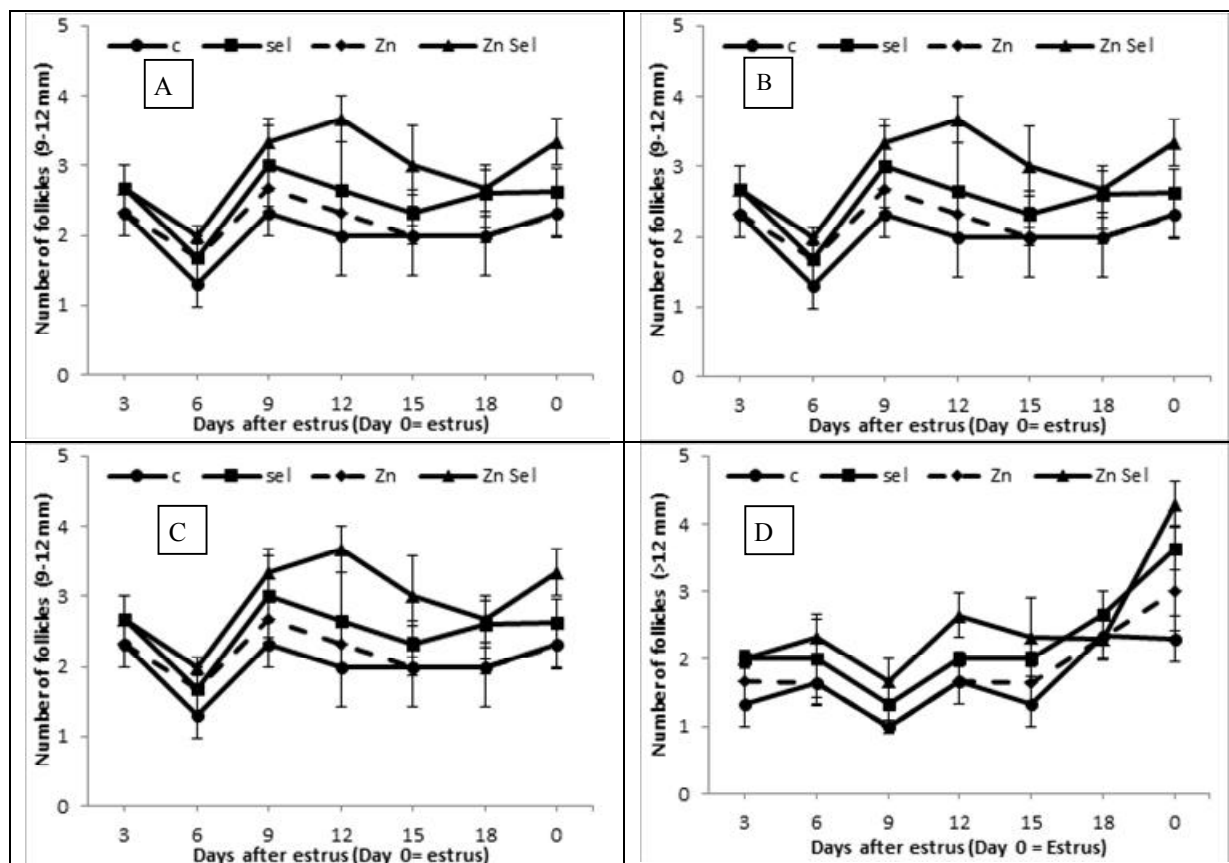 5
c sel Zn Zn Sel
A
4
3
2
1
0
Number of follicles (9-12 mm)
3 6 9 12 15 18 0
Days after estrus (Day 0= estrus)
5
c sel Zn Zn Sel
B
4
3
2
1
0
Number of follicles (9-12 mm)
3 6 9 12 15 18 0
Days after estrus (Day 0= estrus)
5
c sel Zn Zn Sel
C
4
3
2
1
0
Number of follicles (9-12 mm)
3 6 9 12 15 18 0
Days after estrus (Day 0= estrus)
5
c sel Zn Zn Sel
D
4
3
2
1
0
Number of follicles (>12 mm)
3 6 9 12 15 18 0
Days after estrus (Day 0= Estrus)